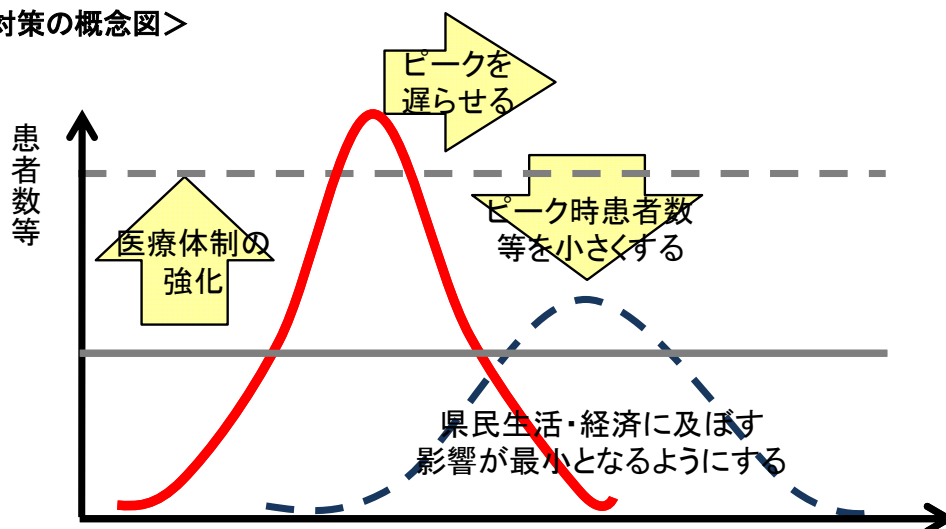 対策の概念図＞
ピークを
遅らせる
患者数等
ピーク時患者数
等を小さくする
医療体制の
強化
県民生活・経済に及ぼす
影響が最小となるようにする